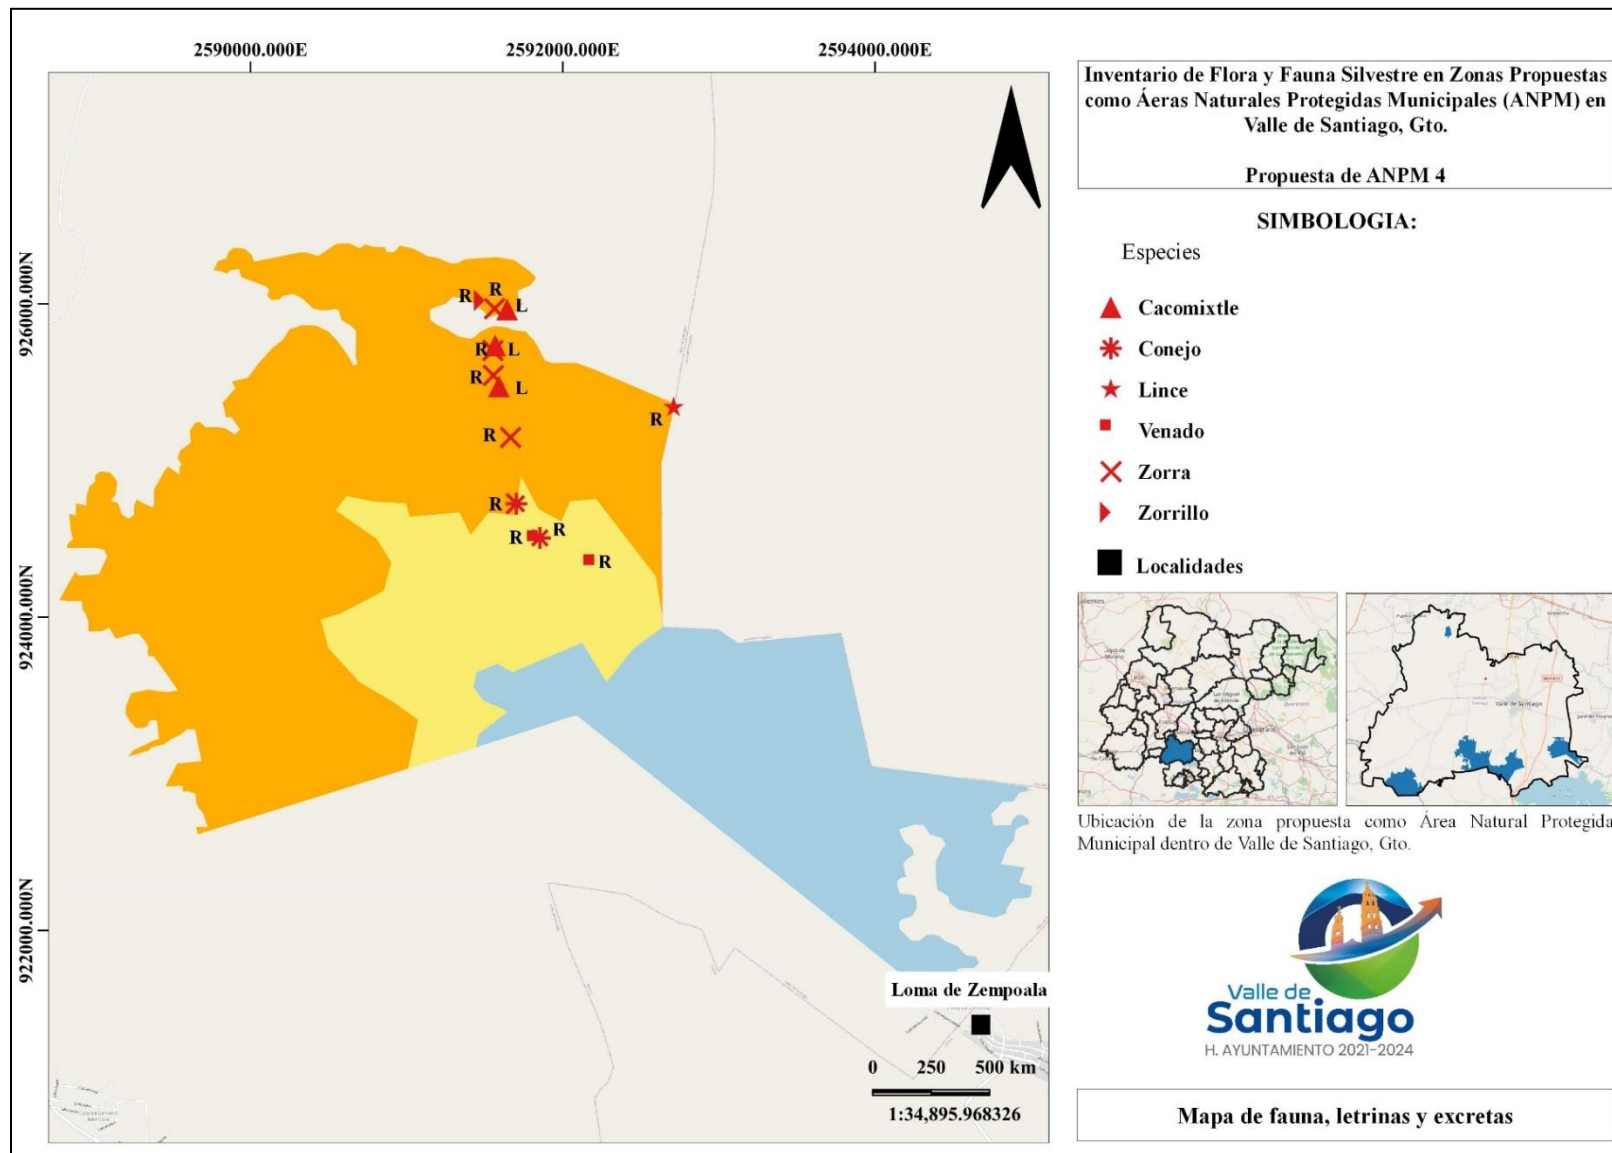 2590000.000E
2592000.000E
2594000.000E
926000.000N
924000.000N
922000.000N
R
R
L
R
L
R
L
R
R
R
R
R
R
Loma de Zempoala
0 250 500 km
1:34,895.968326
Inventario de Flora y Fauna Silvestre en Zonas Propuestas
como Áeras Naturales Protegidas Municipales (ANPM) en
Valle de Santiago, Gto.
Propuesta de ANPM 4
SIMBOLOGIA:
Especies
Cacomixtle
Conejo
Lince
Venado
Zorra
Zorrillo
Localidades
Valle de Santiago
Ubicación de la zona propuesta como Área Natural Protegida
Municipal dentro de Valle de Santiago, Gto.
Valle de
Santiago
H. AYUNTAMIENTO 2021-2024
Mapa de fauna, letrinas y excretas